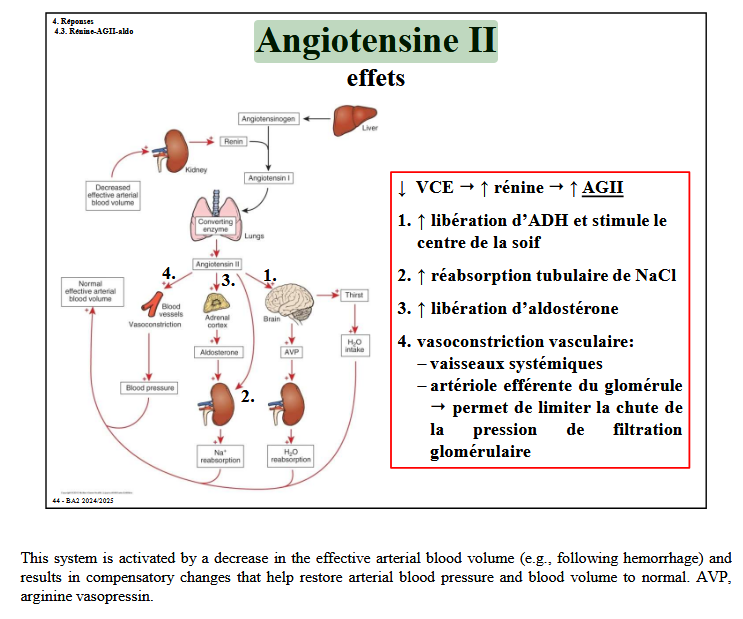 4. Réponses
4.3. Rénine-AGII-aldo
Angiotensine II
effets
Angiotensinogen
Liver
Renin
Kidney
Angiotensin I
Decreased
effective arterial
blood volume
Converting
enzyme
Lungs
Angiotensin II
4.
3.
1.
Normal
effective arterial
blood volume
Blood
vessels
Vasoconstriction
Adrenal
cortex
Brain
Thirst
Aldosterone
AVP
H₂O
intake
Blood pressure
2.
Na⁺
reabsorption
H₂O
reabsorption
↓ VCE → ↑ rénine → ↑ AGII
1. ↑ libération d'ADH et stimule le
centre de la soif
2. ↑ réabsorption tubulaire de NaCl
3. ↑ libération d'aldostérone
4. vasoconstriction vasculaire:
– vaisseaux systémiques
– artériole efférente du glomérule
→ permet de limiter la chute de
la pression de filtration
glomérulaire
44 - BA2 2024/2025
This system is activated by a decrease in the effective arterial blood volume (e.g., following hemorrhage) and
results in compensatory changes that help restore arterial blood pressure and blood volume to normal. AVP,
arginine vasopressin.